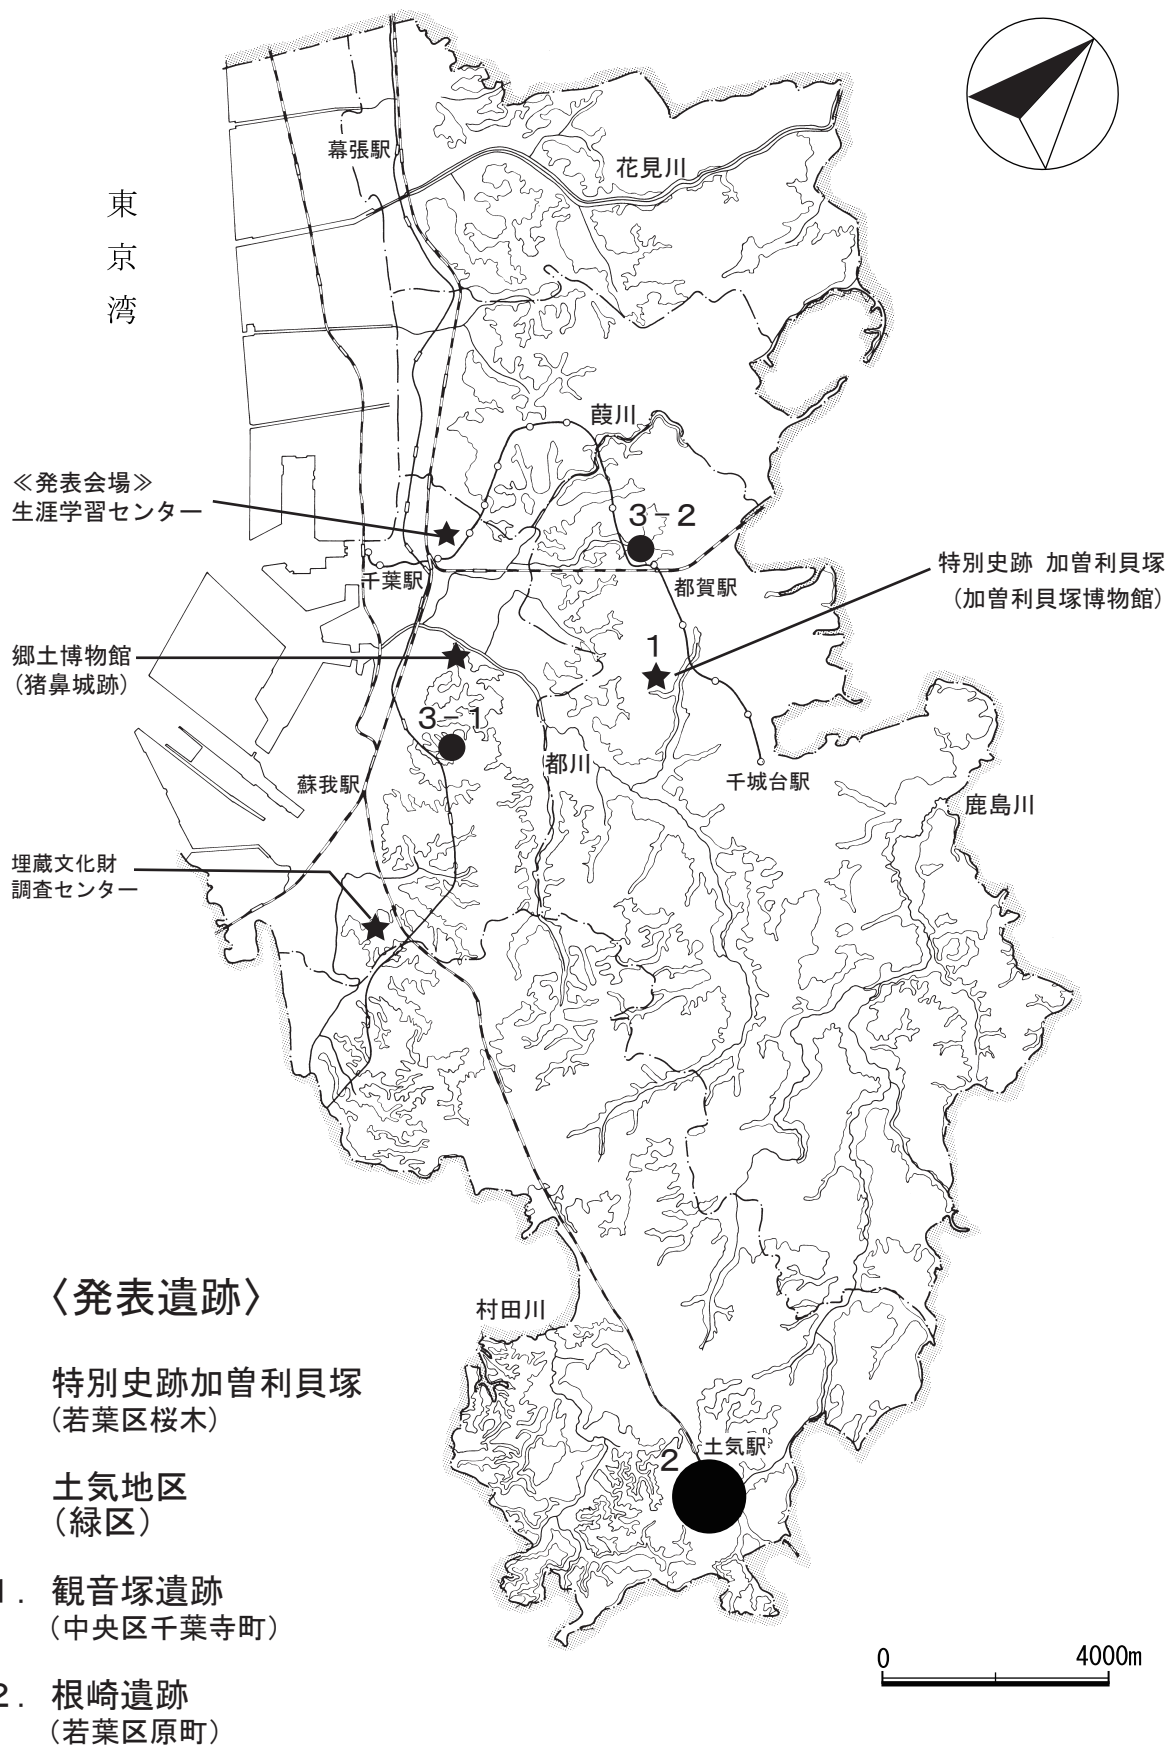 幕張駅
花見川
東京湾
葭川
≪発表会場≫
生涯学習センター
3-2
千葉駅
都賀駅
特別史跡 加曽利貝塚
(加曽利貝塚博物館)
郷土博物館
(猪鼻城跡)
1
3-1
都川
蘇我駅
千城台駅
鹿島川
埋蔵文化財
調査センター
〈発表遺跡〉
村田川
特別史跡加曽利貝塚
(若葉区桜木)
土気駅
2
土気地区
(緑区)
1. 観音塚遺跡
(中央区千葉寺町)
0 4000m
2. 根崎遺跡
(若葉区原町)